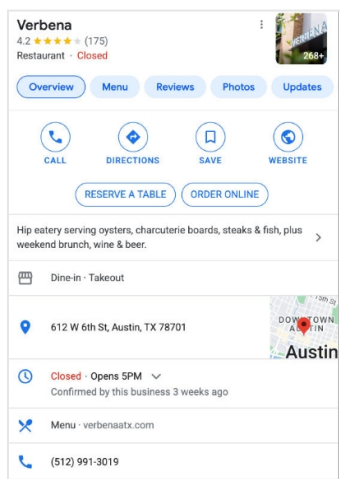 Verbena
4.2 ★★★★★ (175)
Restaurant · Closed
VERBENA
268+
Overview
Menu
Reviews
Photos
Updates
CALL
DIRECTIONS
SAVE
WEBSITE
RESERVE A TABLE
ORDER ONLINE
Hip eatery serving oysters, charcuterie boards, steaks & fish, plus
weekend brunch, wine & beer.
Dine-in · Takeout
612 W 6th St, Austin, TX 78701
15th St
DOWNTOWN
AUSTIN
Austin
Closed · Opens 5PM
Confirmed by this business 3 weeks ago
Menu · verbenaatx.com
(512) 991-3019